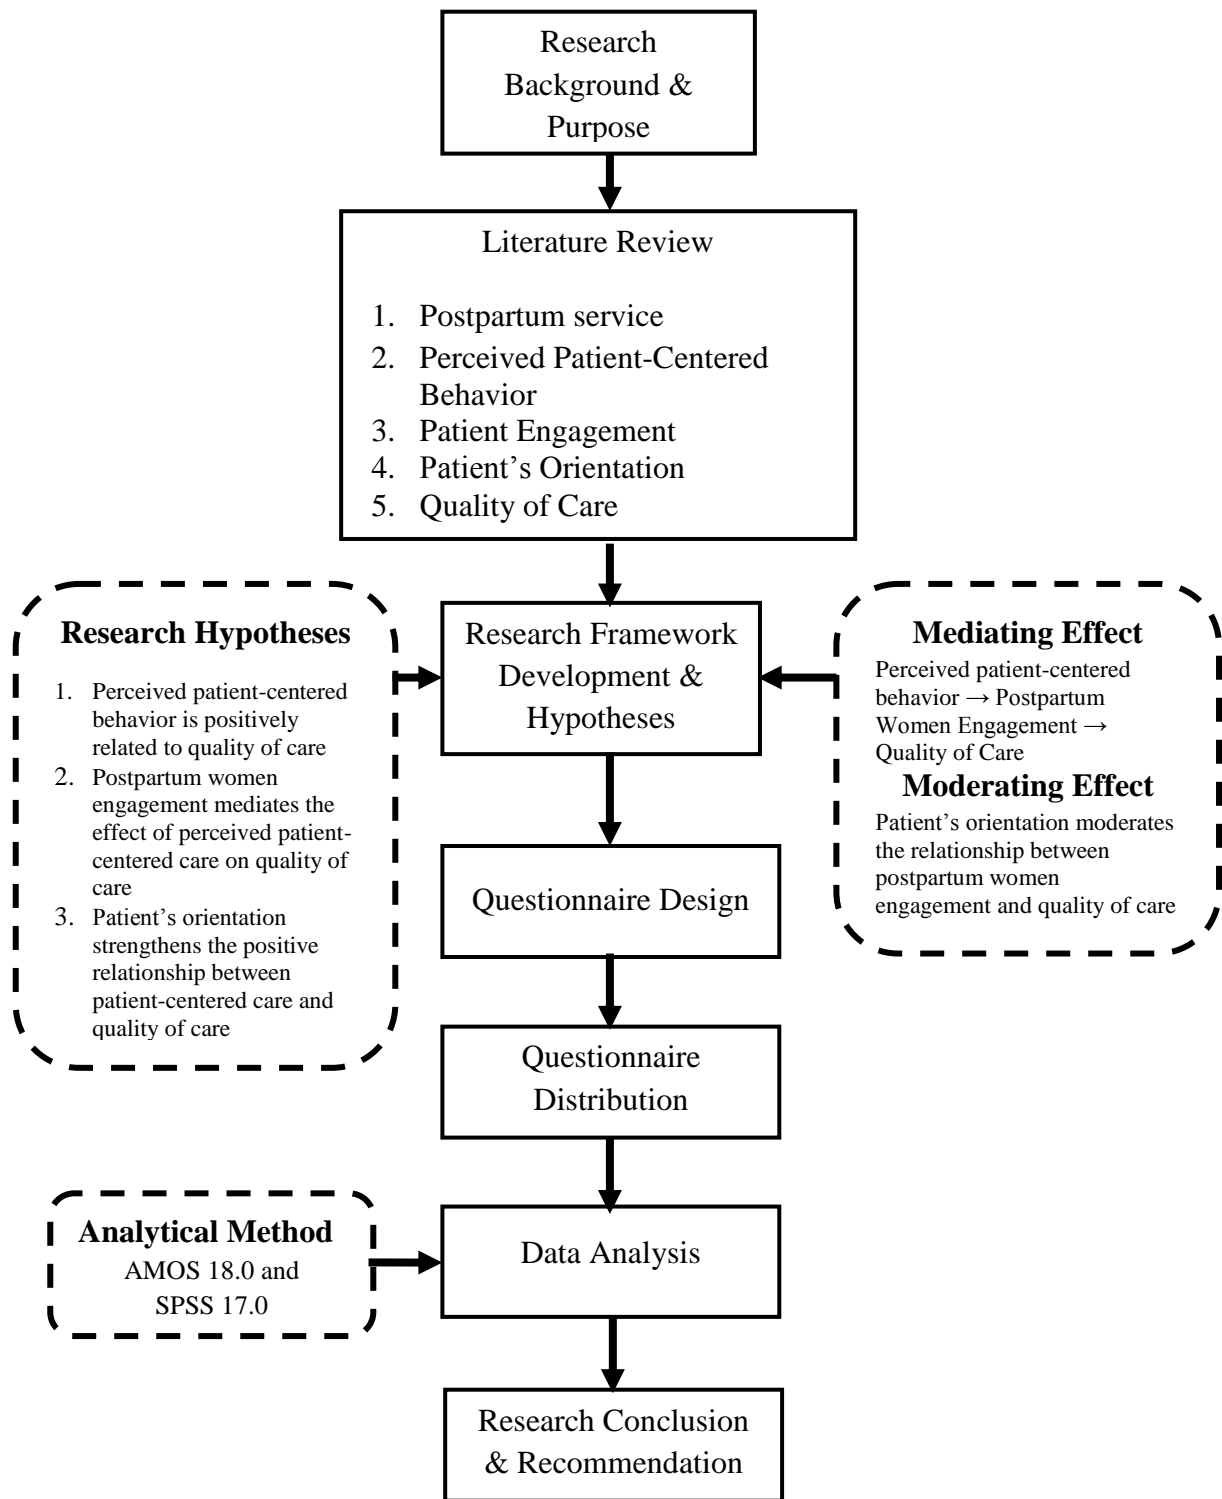 Research
Background &
Purpose
Literature Review
1. Postpartum service
2. Perceived Patient-Centered
Behavior
3. Patient Engagement
4. Patient’s Orientation
5. Quality of Care
Research Hypotheses
1. Perceived patient-centered
behavior is positively
related to quality of care
2. Postpartum women
engagement mediates the
effect of perceived patient-
centered care on quality of
care
3. Patient’s orientation
strengthens the positive
relationship between
patient-centered care and
quality of care
Research Framework
Development &
Hypotheses
Mediating Effect
Perceived patient-centered
behavior → Postpartum
Women Engagement →
Quality of Care
Moderating Effect
Patient’s orientation moderates
the relationship between
postpartum women
engagement and quality of care
Questionnaire Design
Questionnaire
Distribution
Analytical Method
AMOS 18.0 and
SPSS 17.0
Data Analysis
Research Conclusion
& Recommendation